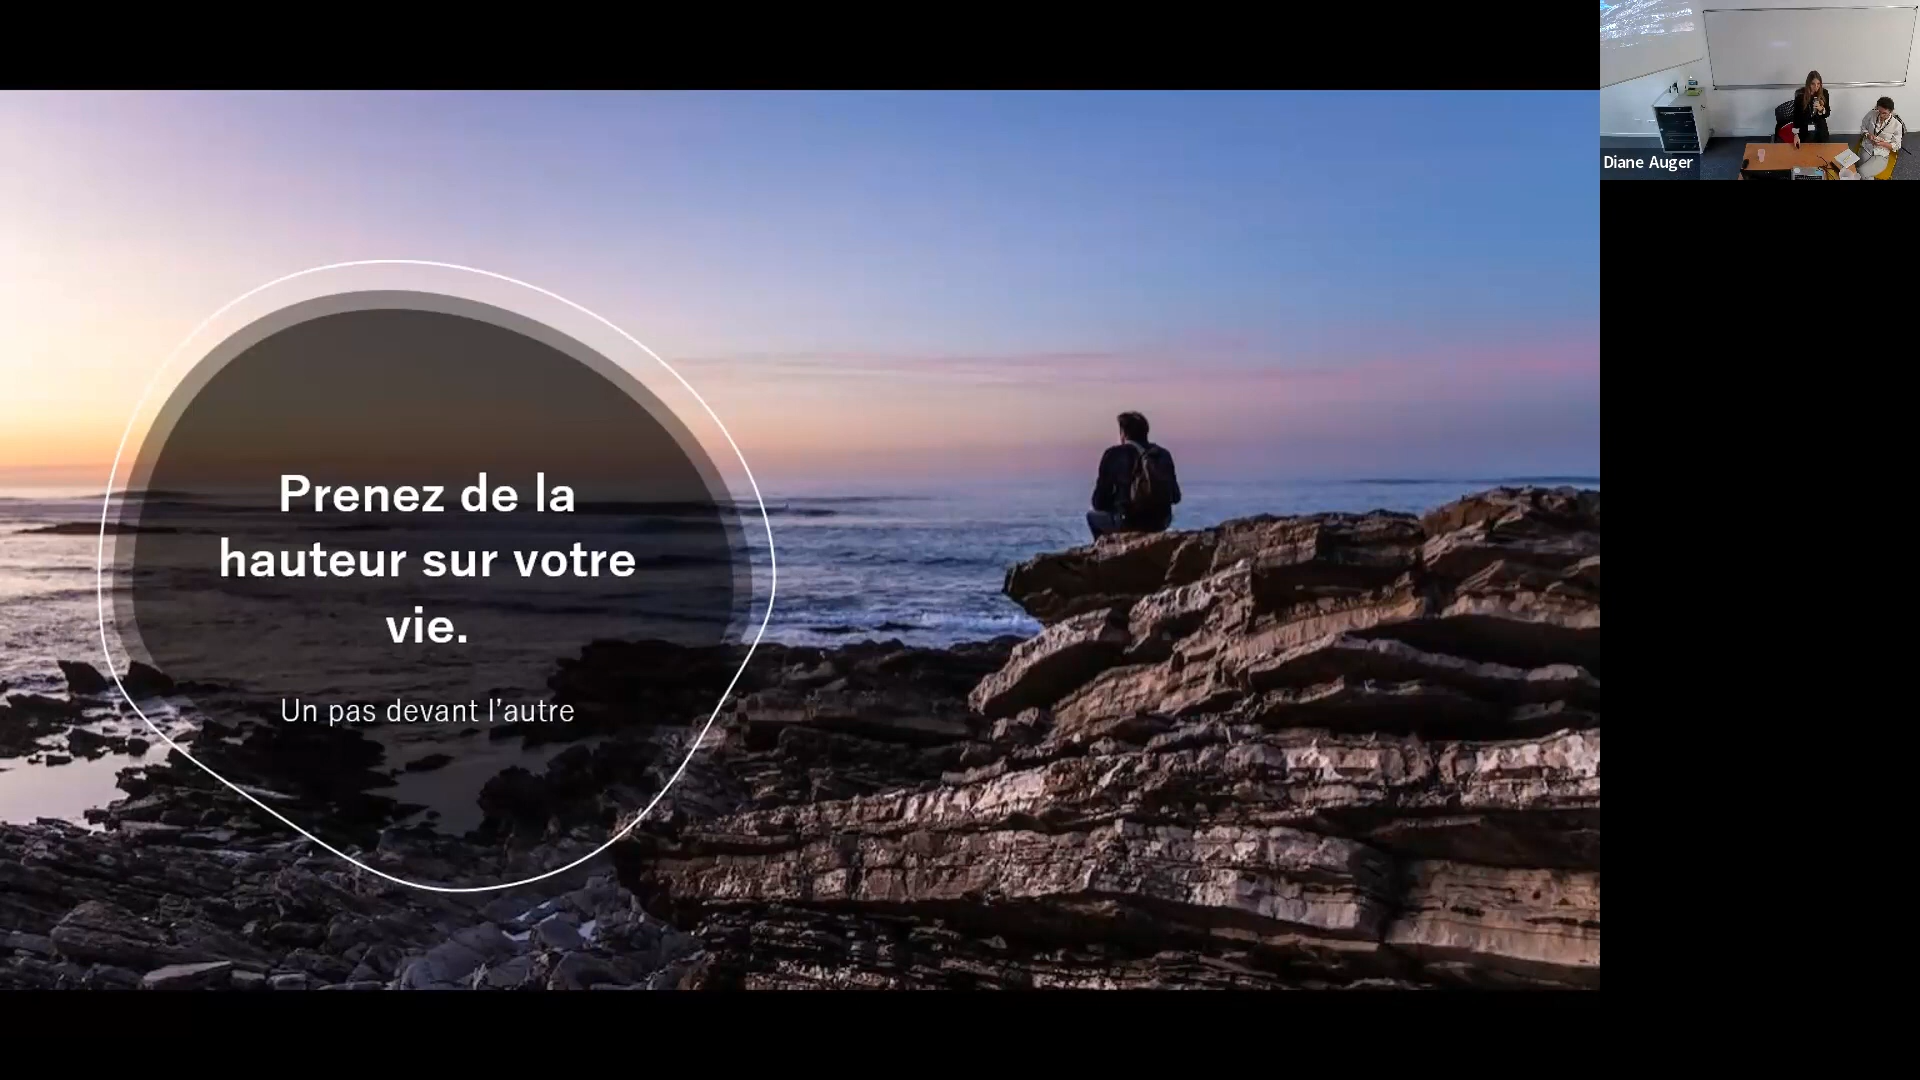 Prenez de la
hauteur sur votre
vie.
Un pas devant l'autre
Diane Auger